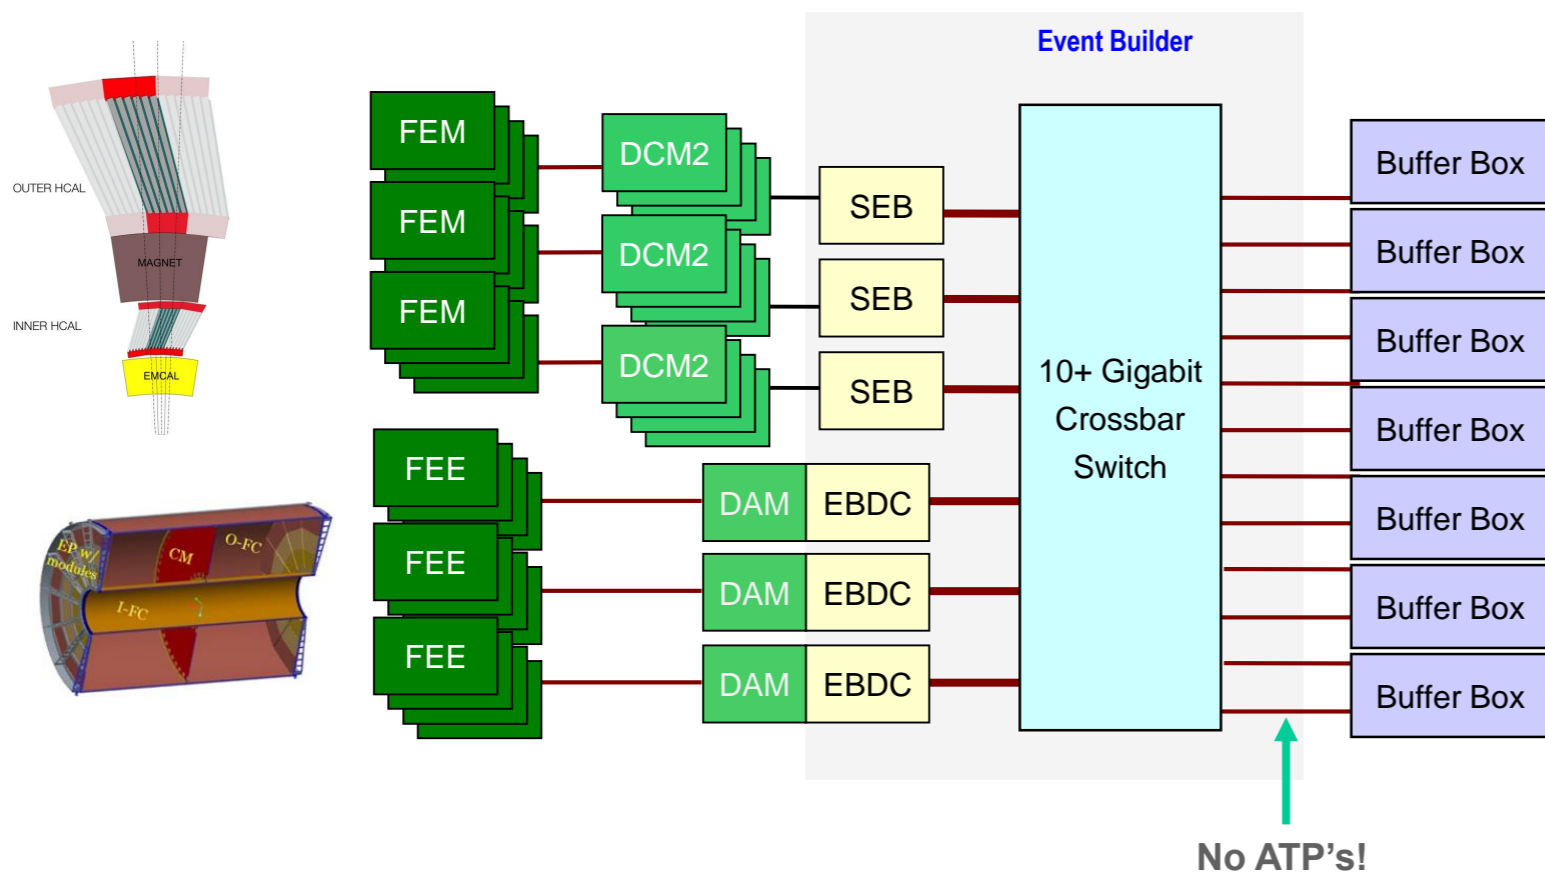 Event Builder
OUTER HCAL
MAGNET
INNER HCAL
EMCAL
FEM
FEM
FEM
DCM2
DCM2
DCM2
SEB
SEB
SEB
EP w/
modules
CM
O-FC
I-FC
FEE
FEE
FEE
DAM
EBDC
DAM
EBDC
DAM
EBDC
10+ Gigabit
Crossbar
Switch
Buffer Box
Buffer Box
Buffer Box
Buffer Box
Buffer Box
Buffer Box
Buffer Box
No ATP's!